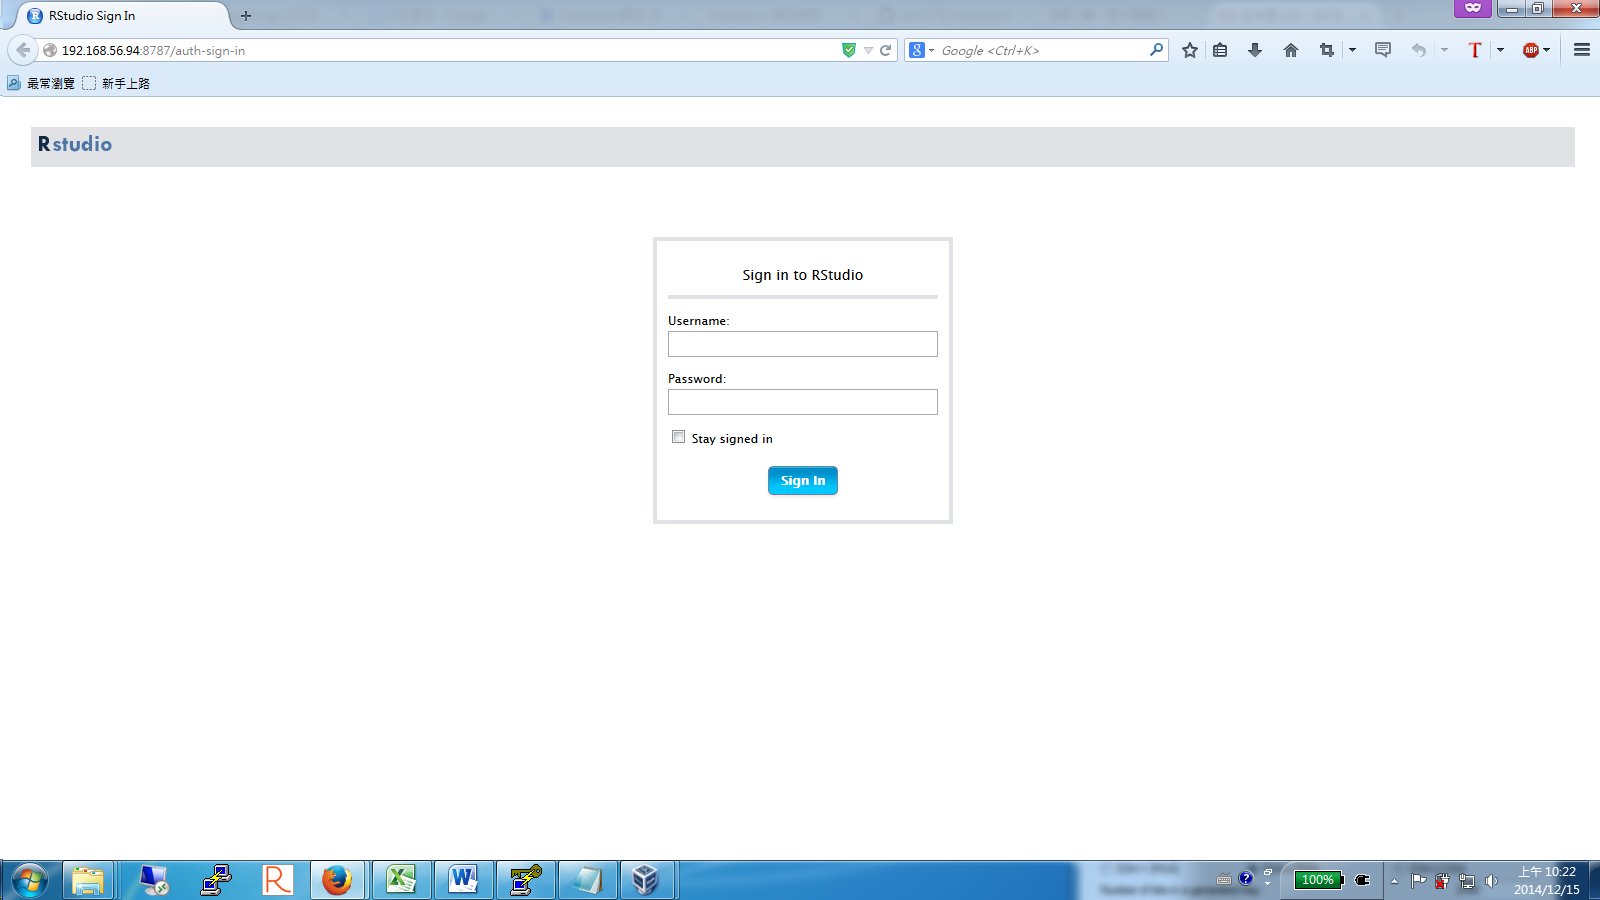 RStudio Sign In
192.168.56.94:8787/auth-sign-in
Google <Ctrl+K>
T
ABP
最常瀏覽 新手上路
Rstudio
Sign in to RStudio
Username:
Password:
Stay signed in
Sign In
100%
上午 10:22
2014/12/15